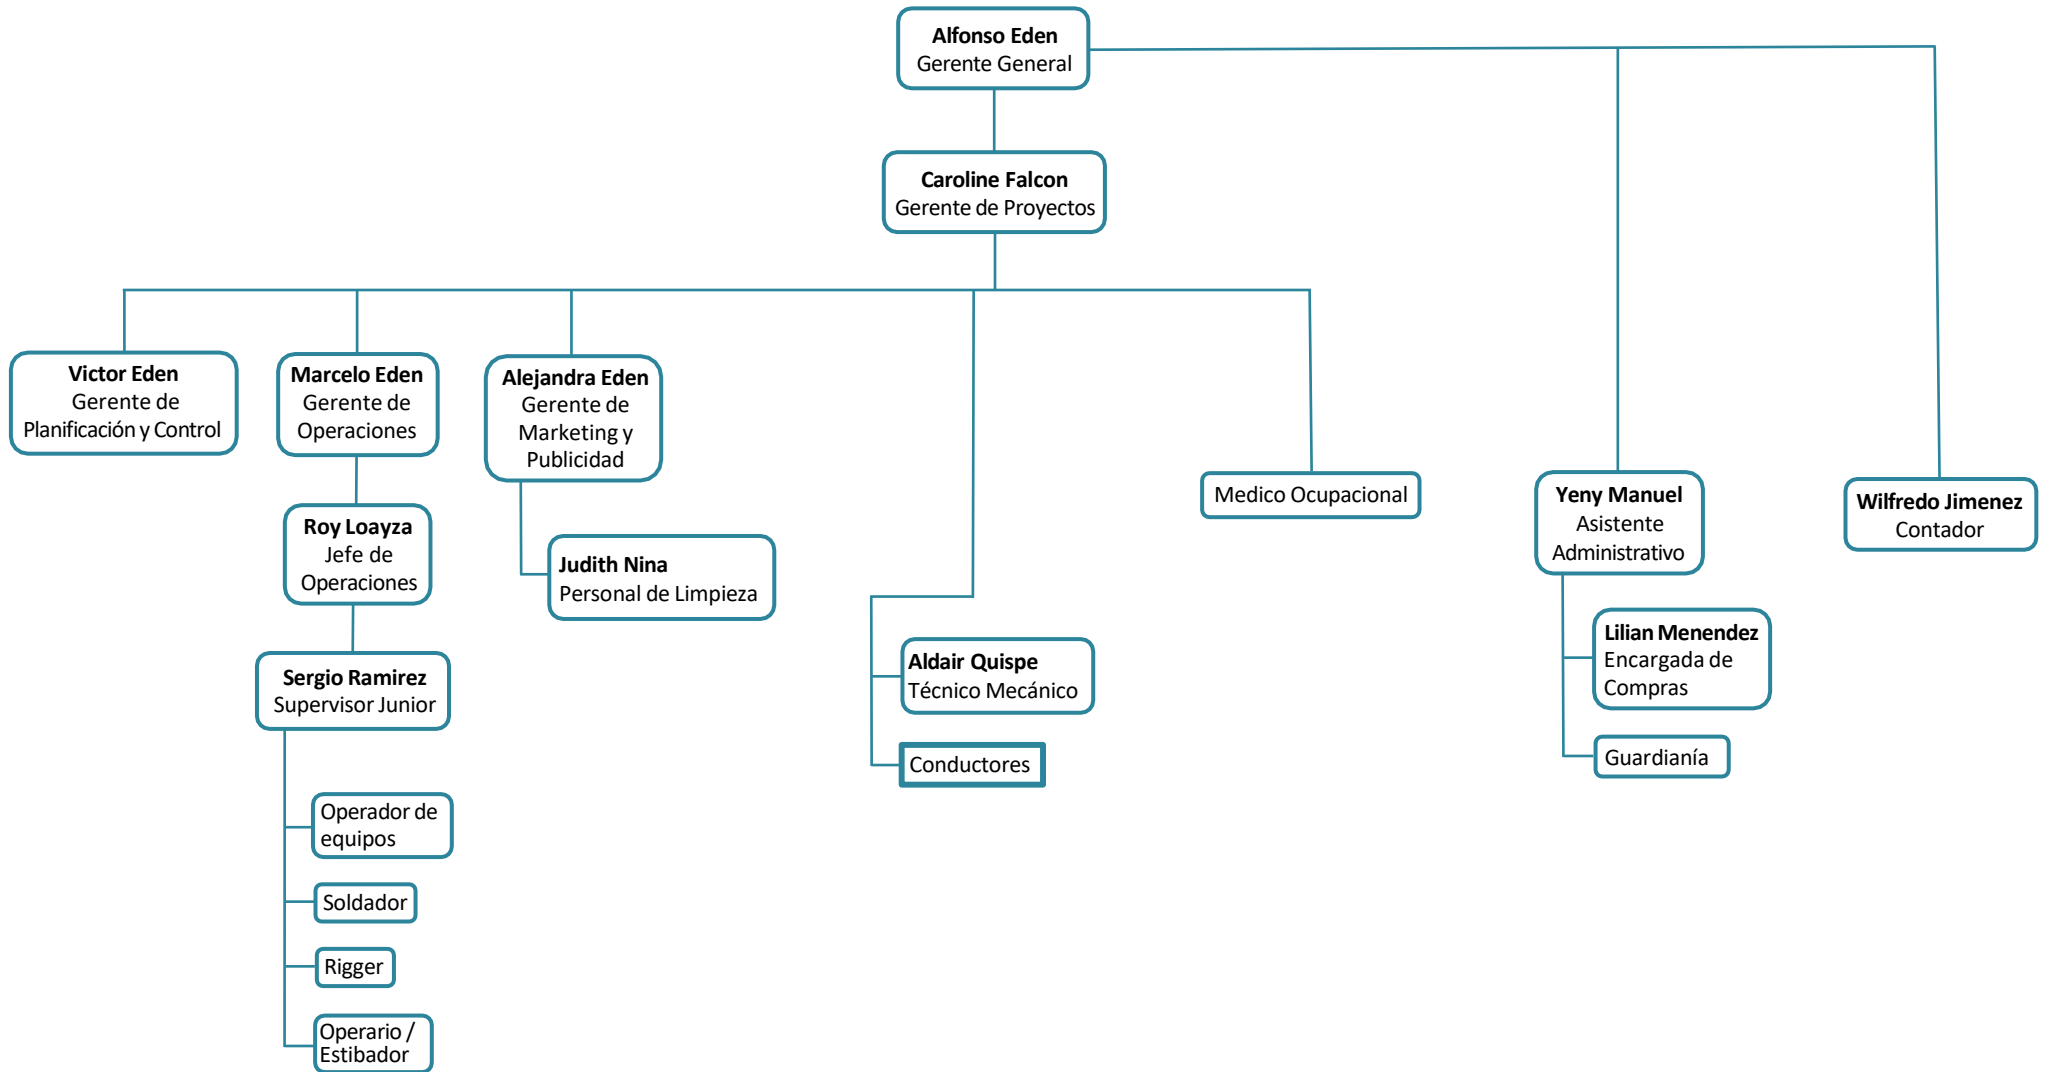 Alfonso Eden
Gerente General
Caroline Falcon
Gerente de Proyectos
Victor Eden
Gerente de
Planificación y Control
Marcelo Eden
Gerente de
Operaciones
Alejandra Eden
Gerente de
Marketing y
Publicidad
Medico Ocupacional
Yeny Manuel
Asistente
Administrativo
Wilfredo Jimenez
Contador
Roy Loayza
Jefe de
Operaciones
Judith Nina
Personal de Limpieza
Sergio Ramirez
Supervisor Junior
Aldair Quispe
Técnico Mecánico
Conductores
Lilian Menendez
Encargada de
Compras
Guardianía
Operador de
equipos
Soldador
Rigger
Operario /
Estibador